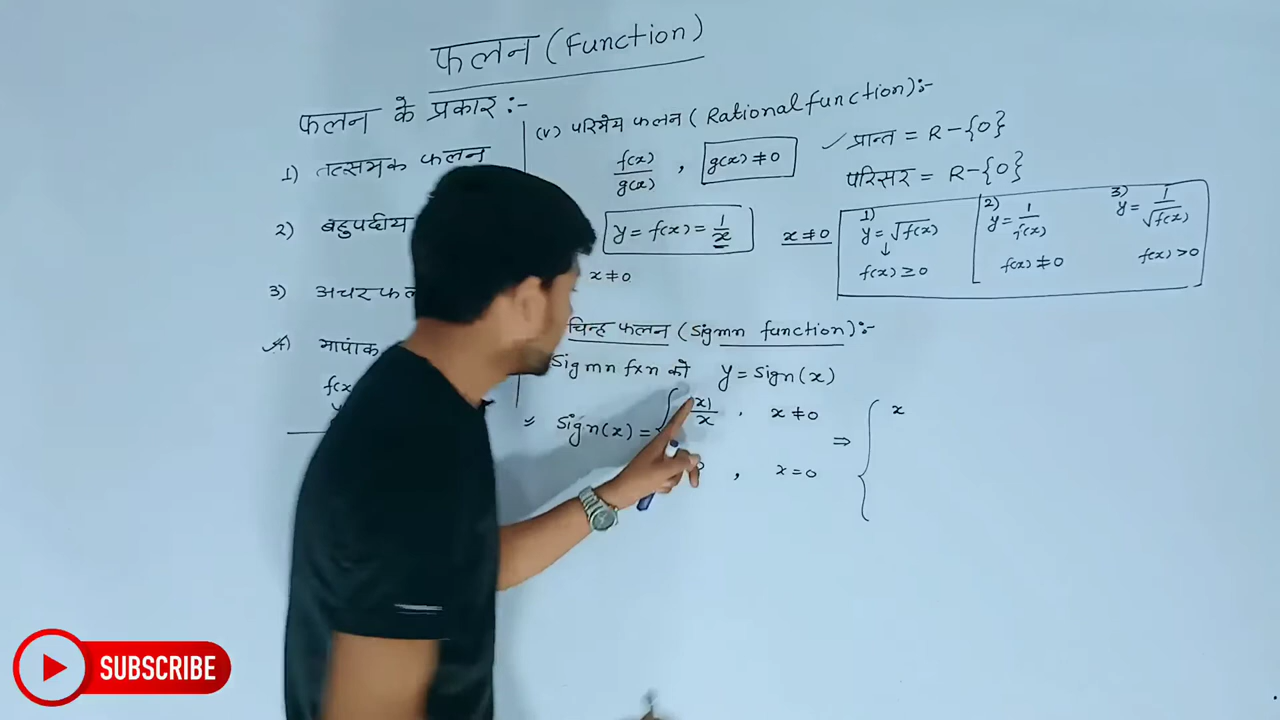 फलन (Function)
फलन के प्रकार :-
1) तत्समक फलन
2) बहुपदीय
3) अचर फल
4) मापांक
f(x
(v) परिमेय फलन (Rational function):-
f(x)/g(x) , g(x) ≠ 0
y = f(x) = 1/x
x ≠ 0
x ≠ 0
✓ प्रान्त = R-{0}
परिसर = R-{0}
1) y = √f(x)
↓
f(x) ≥ 0
2) y = 1/f(x)
f(x) ≠ 0
3) y = 1/√f(x)
f(x) > 0
चिन्ह फलन (Sigmn function):-
Sigmn fxn को y = Sign(x)
Sign(x) = { |x|/x , x ≠ 0
0 , x = 0
⇒ { x
SUBSCRIBE